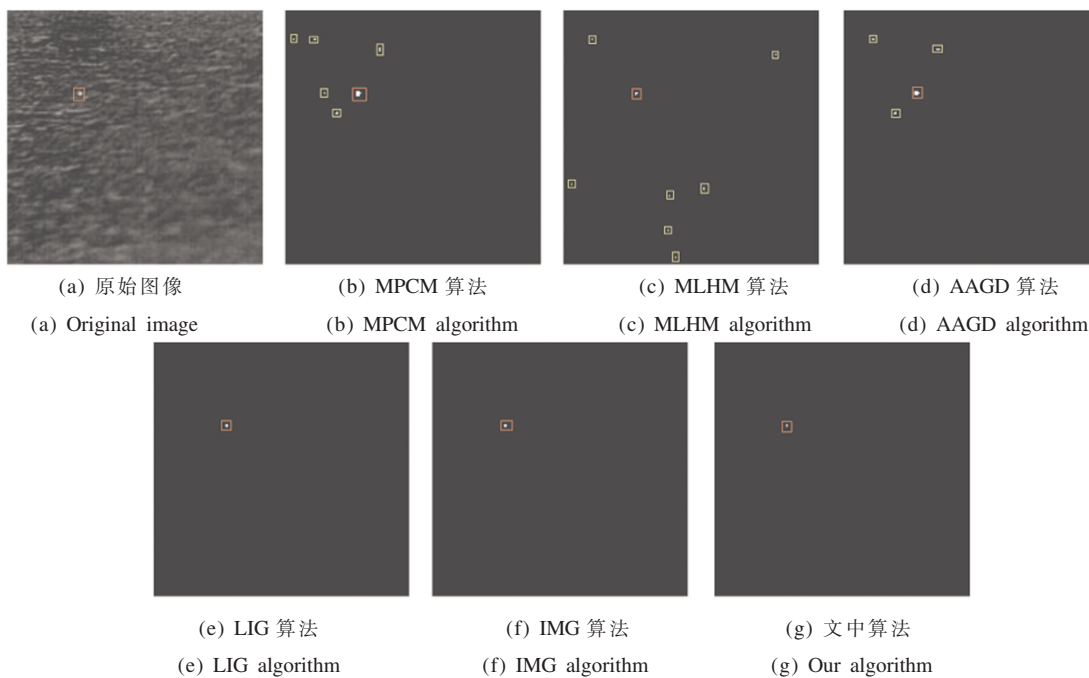 (a) 原始图像
(b) MPCM 算法
(c) MLHM 算法
(d) AAGD 算法
(a) Original image
(b) MPCM algorithm
(c) MLHM algorithm
(d) AAGD algorithm
(e) LIG 算法
(f) IMG 算法
(g) 文中算法
(e) LIG algorithm
(f) IMG algorithm
(g) Our algorithm